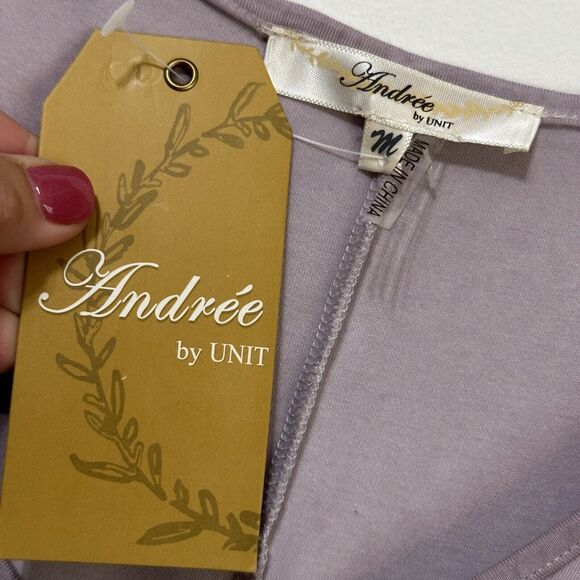 Andrée
by UNIT
Andrée
by UNIT
M
MADE IN CHINA